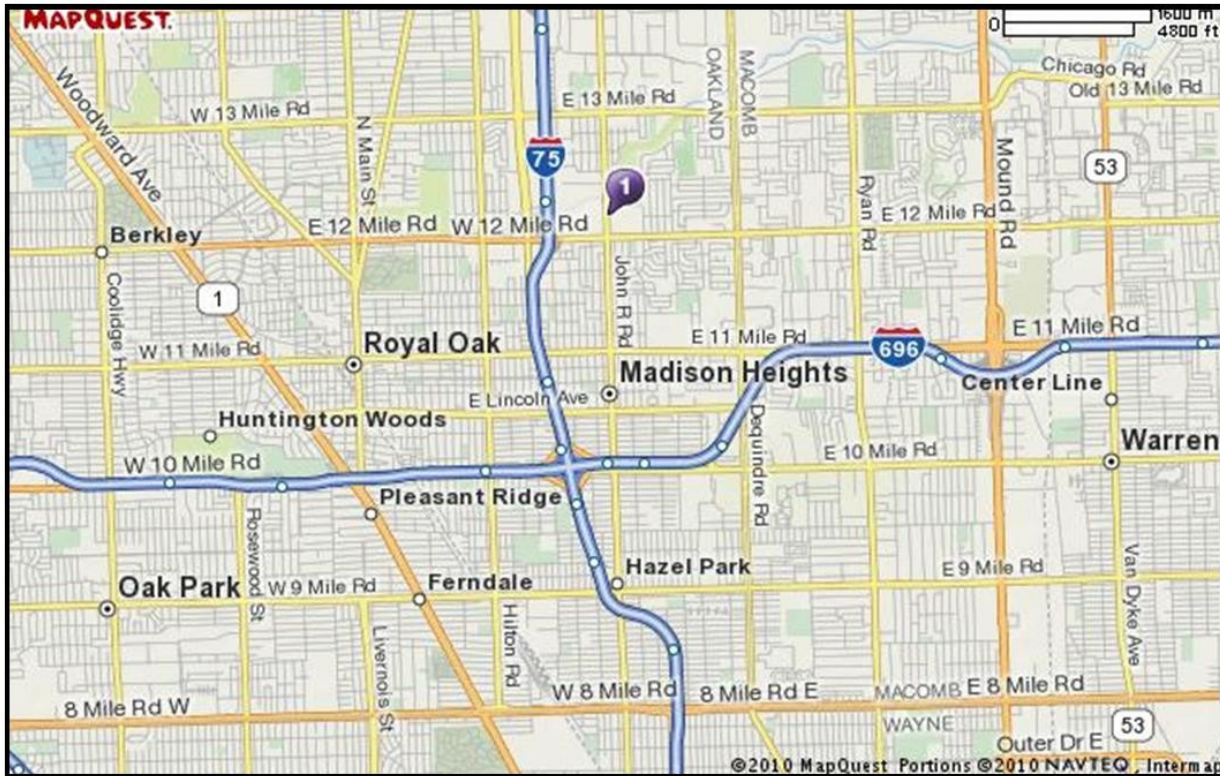 MAPQUEST.
1600 m
0
4800 ft
Woodward Ave
W 13 Mile Rd
N Main St
E 13 Mile Rd
OAKLAND
MACOMB
Chicago Rd
Old 13 Mile Rd
75
1
Mound Rd
53
Ryan Rd
Berkley
E 12 Mile Rd
W 12 Mile Rd
E 12 Mile Rd
Coolidge Hwy
1
John R Rd
W 11 Mile Rd
Royal Oak
E 11 Mile Rd
696
E 11 Mile Rd
Madison Heights
Center Line
E Lincoln Ave
Huntington Woods
Dequindre Rd
E 10 Mile Rd
Warren
W 10 Mile Rd
Pleasant Ridge
Rosewood St
Oak Park
W 9 Mile Rd
Ferndale
Hazel Park
E 9 Mile Rd
Van Dyke Ave
Livernois St
Hilton Rd
W 8 Mile Rd
8 Mile Rd E
MACOMB
E 8 Mile Rd
8 Mile Rd W
WAYNE
53
Outer Dr E
©2010 MapQuest Portions ©2010 NAVTEQ, Intermap